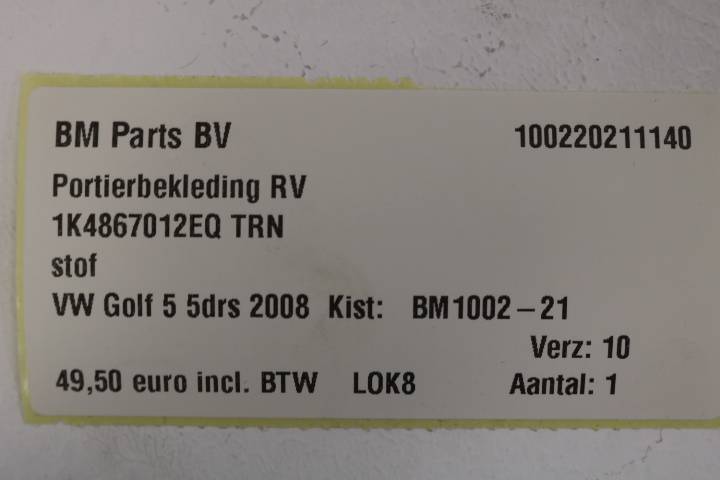 BM Parts BV 100220211140
Portierbekleding RV
1K4867012EQ TRN
stof
VW Golf 5 5drs 2008 Kist: BM1002-21
Verz: 10
49,50 euro incl. BTW LOK8 Aantal: 1